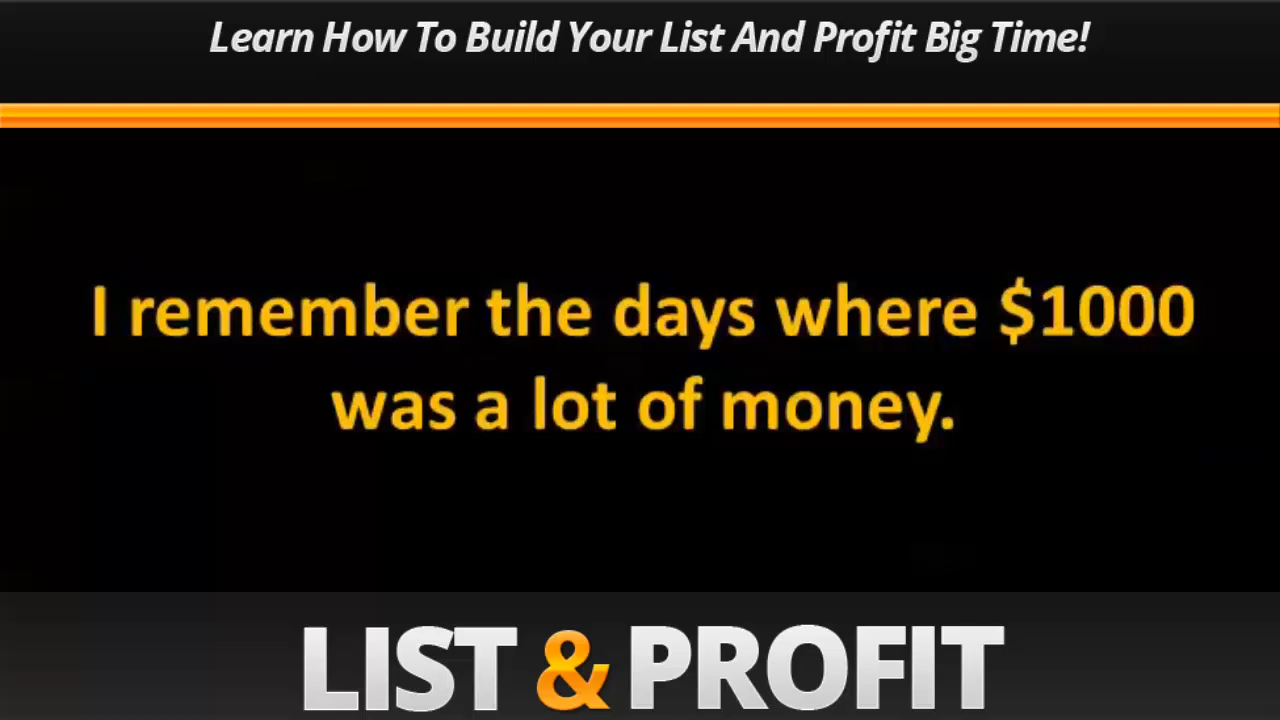 Learn How To Build Your List And Profit Big Time!
I remember the days where $1000
was a lot of money.
LIST & PROFIT